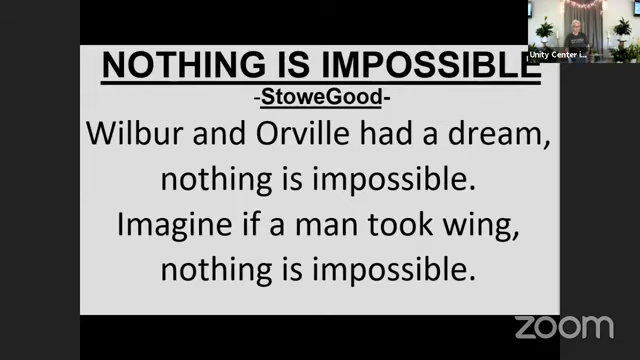 NOTHING IS IMPOSSIBLE
-StoweGood-
Wilbur and Orville had a dream,
nothing is impossible.
Imagine if a man took wing,
nothing is impossible.
Unity Center i...
zoom